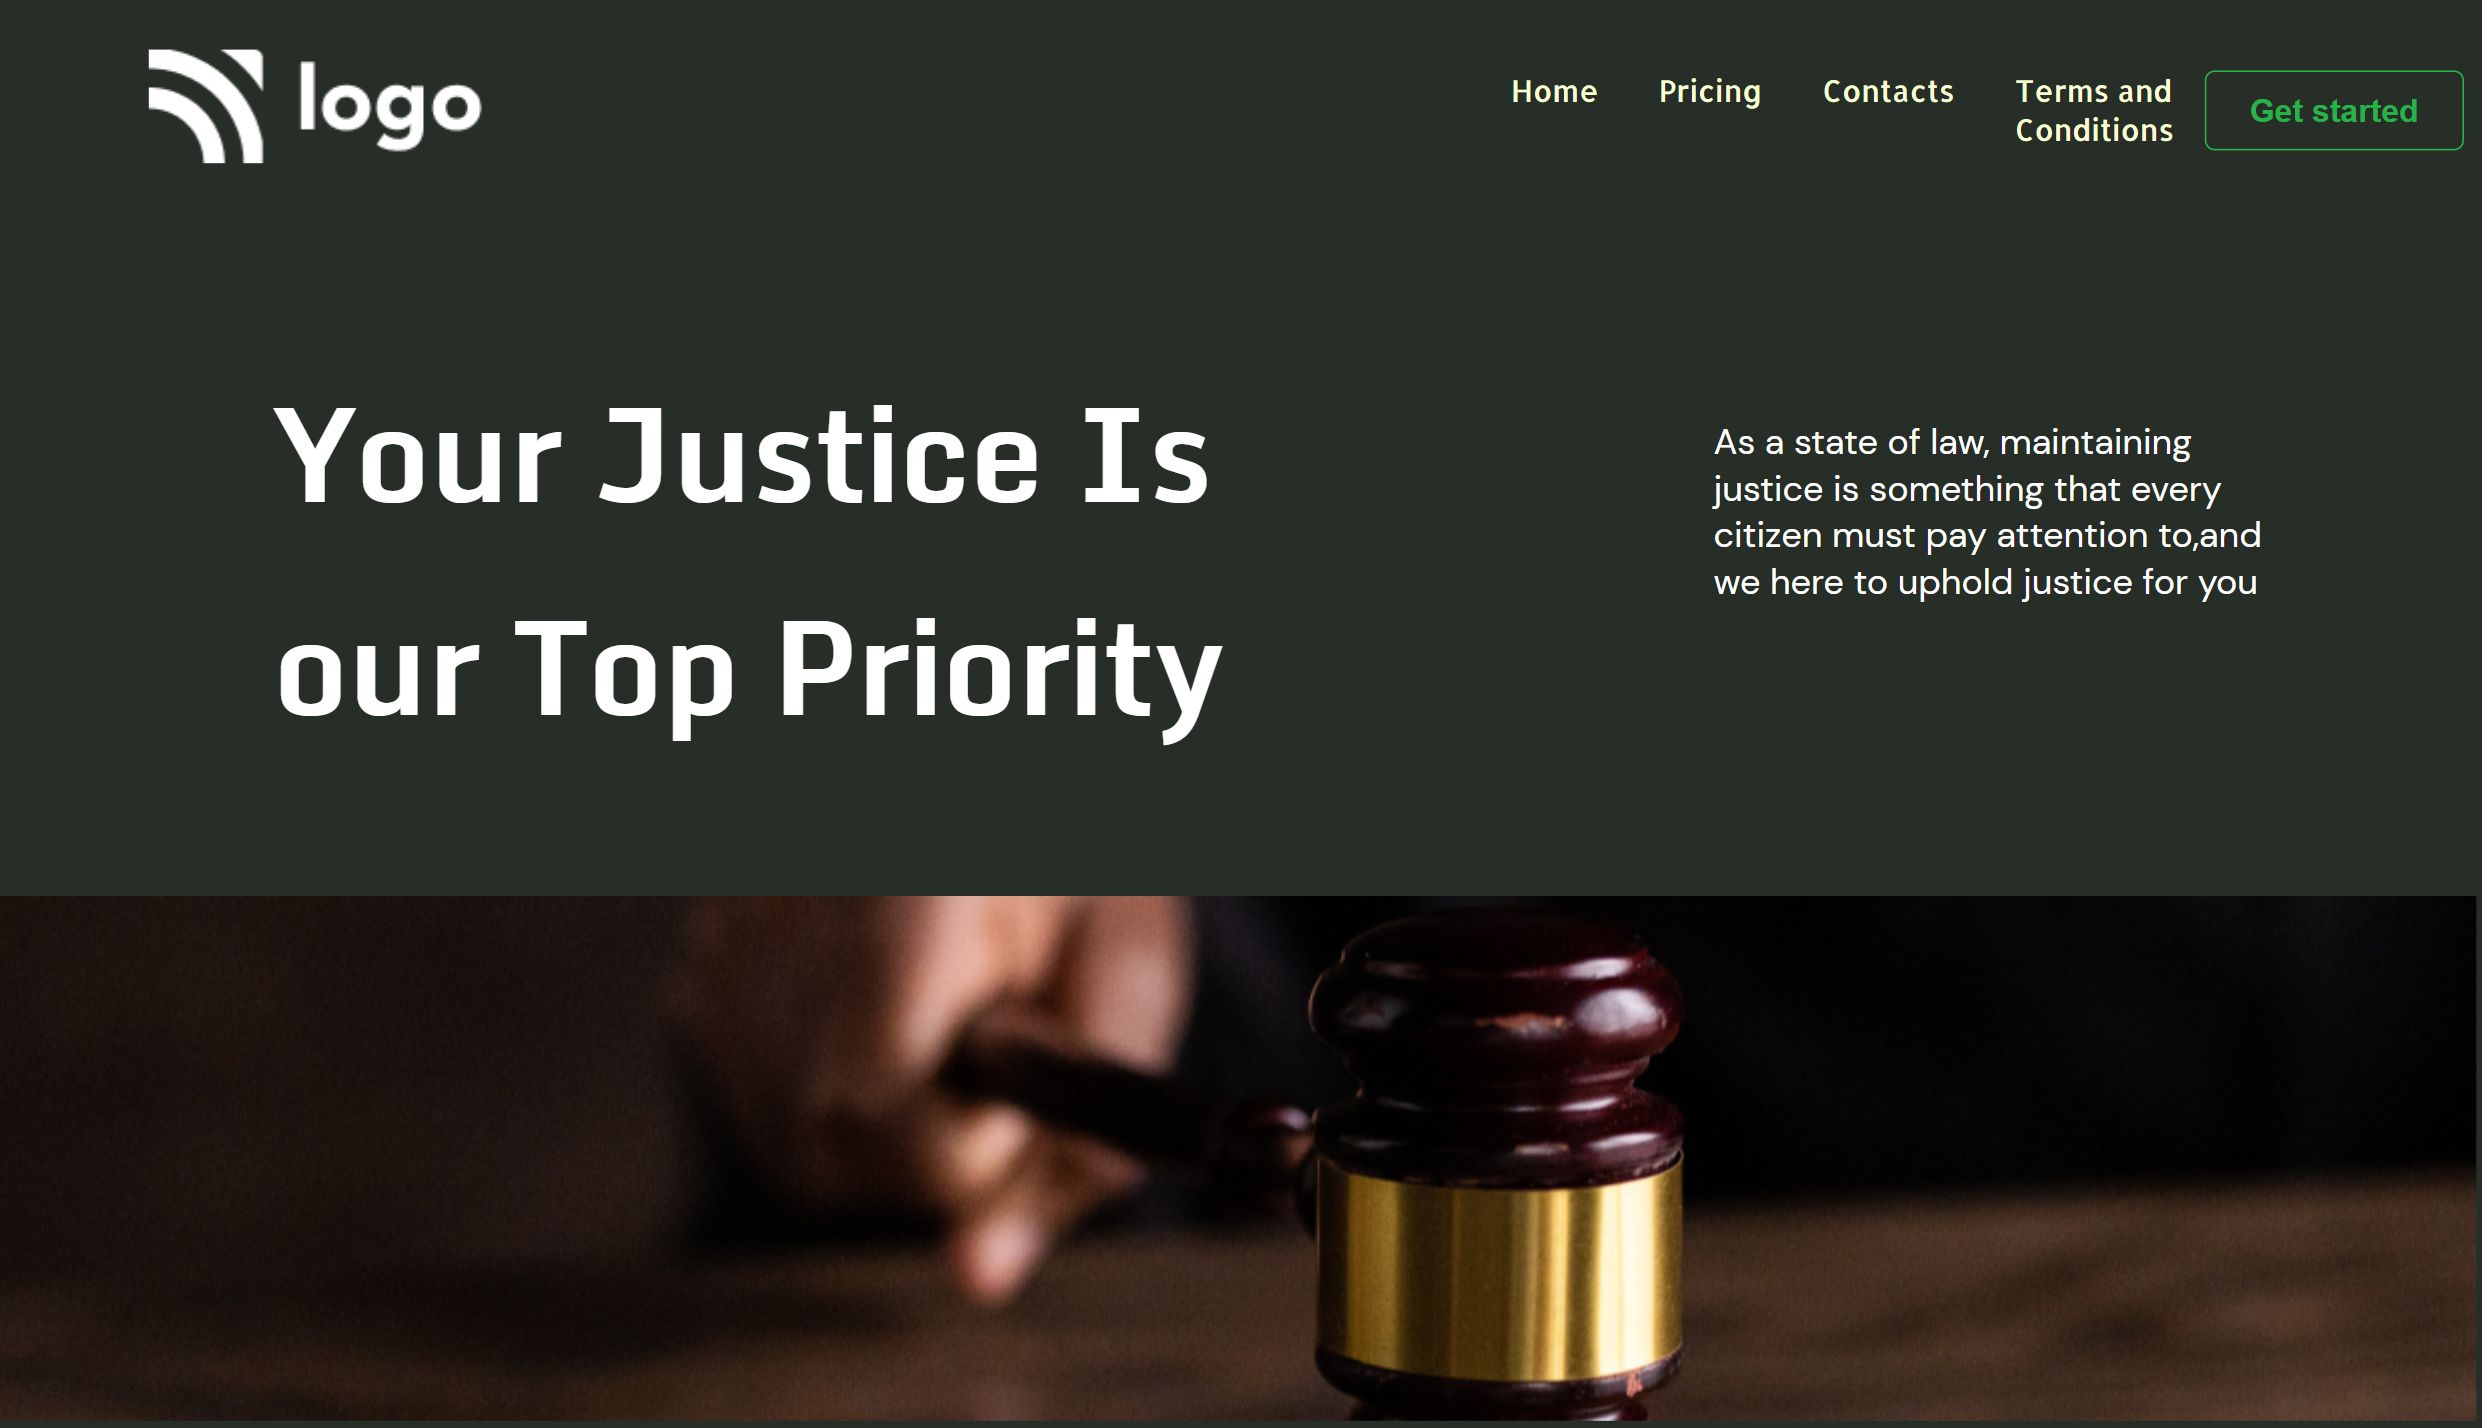 logo
Home Pricing Contacts Terms and
Conditions
Get started
Your Justice Is
our Top Priority
As a state of law, maintaining
justice is something that every
citizen must pay attention to,and
we here to uphold justice for you